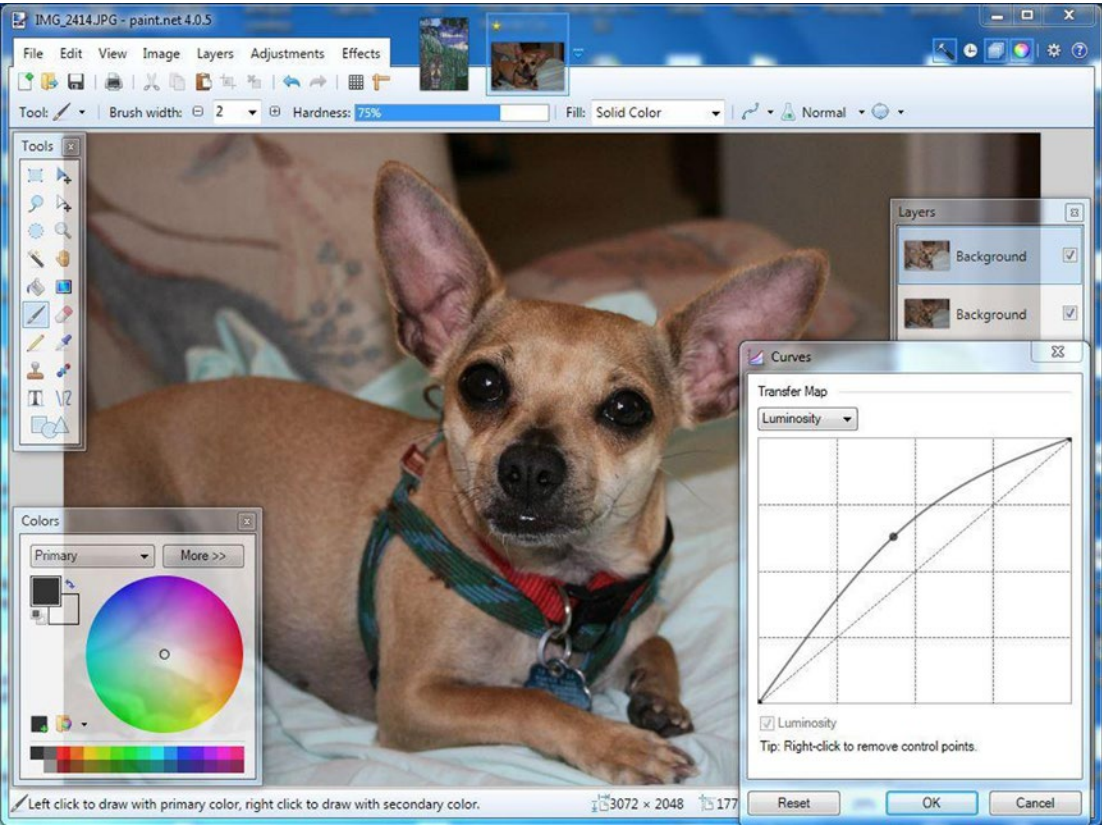 IMG_2414.JPG - paint.net 4.0.5
File Edit View Image Layers Adjustments Effects
Tool: Brush width: 2 Hardness: 75% Fill: Solid Color Normal
Tools
Layers
Background
Background
Curves
Transfer Map
Luminosity
Luminosity
Tip: Right-click to remove control points.
Reset OK Cancel
Colors
Primary More >>
Left click to draw with primary color, right click to draw with secondary color. 3072 × 2048 177